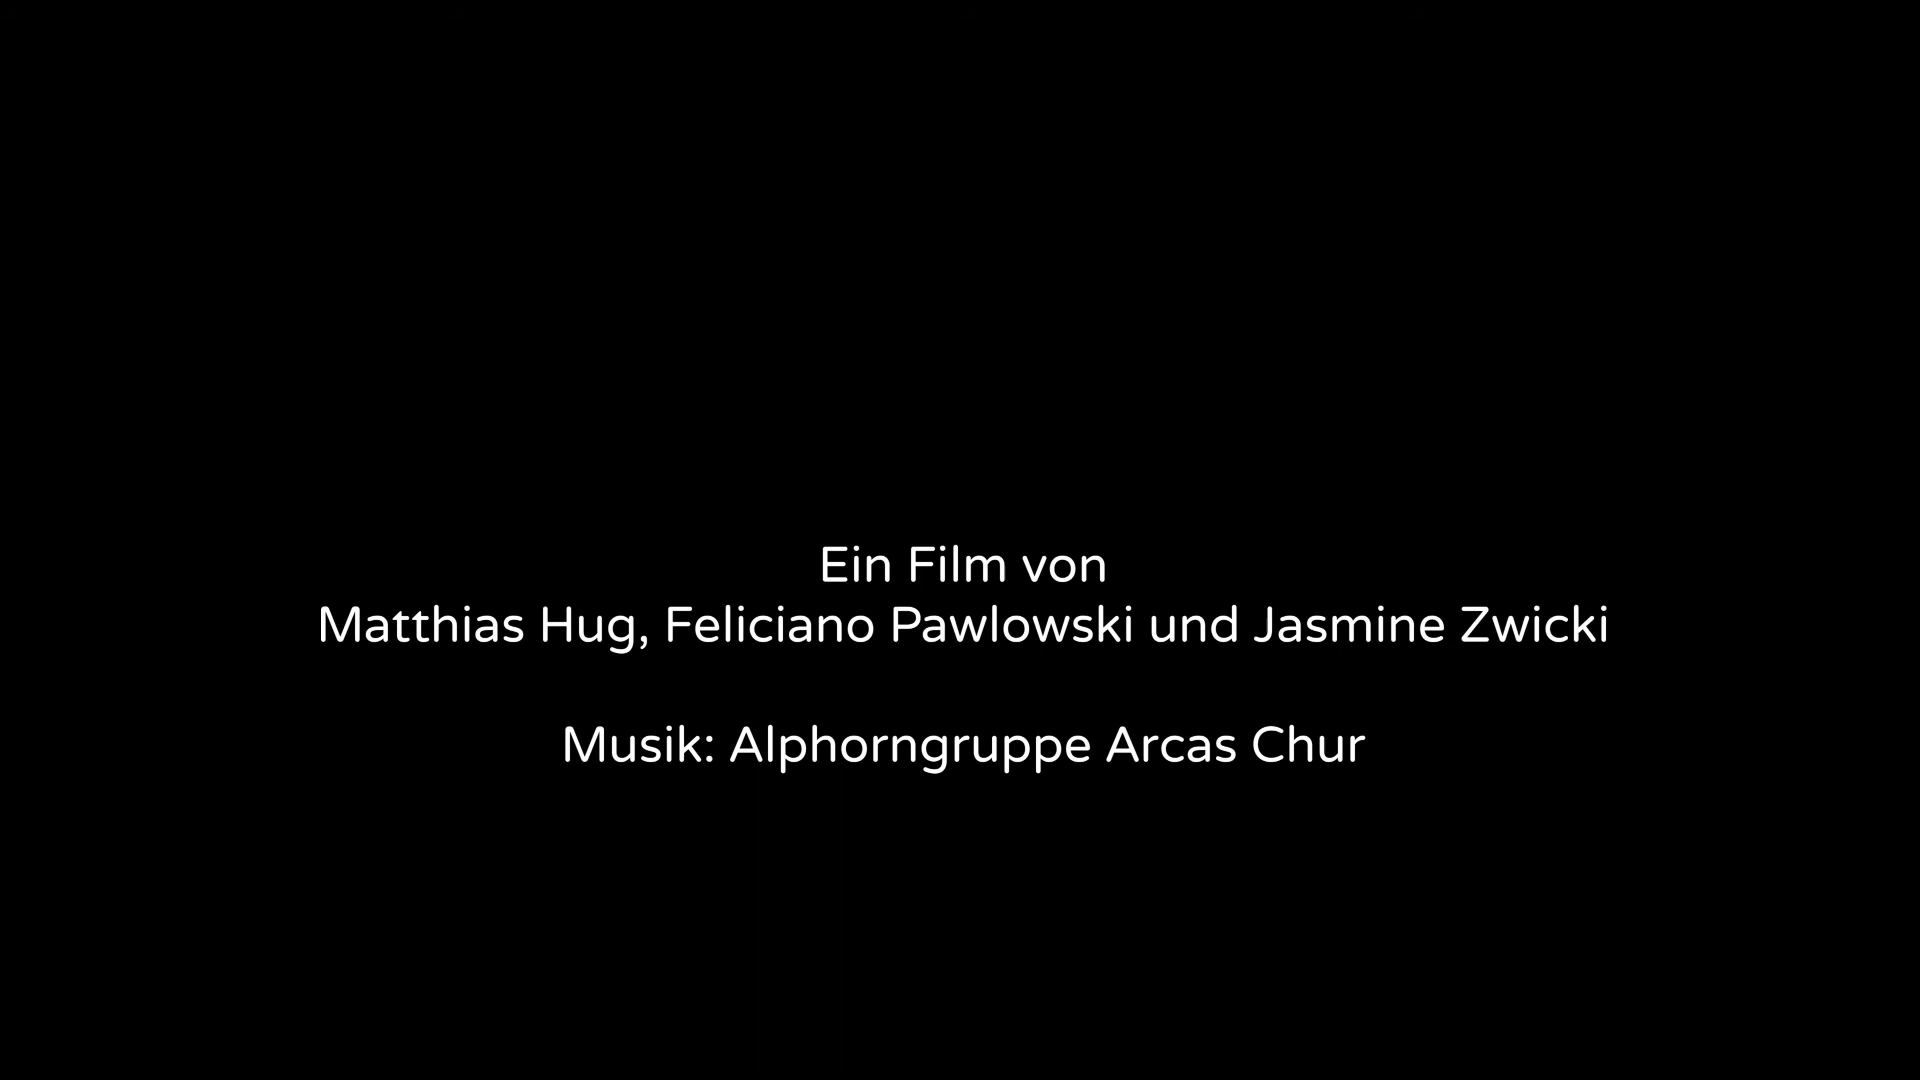 Ein Film von
Matthias Hug, Feliciano Pawlowski und Jasmine Zwicki
Musik: Alphorngruppe Arcas Chur